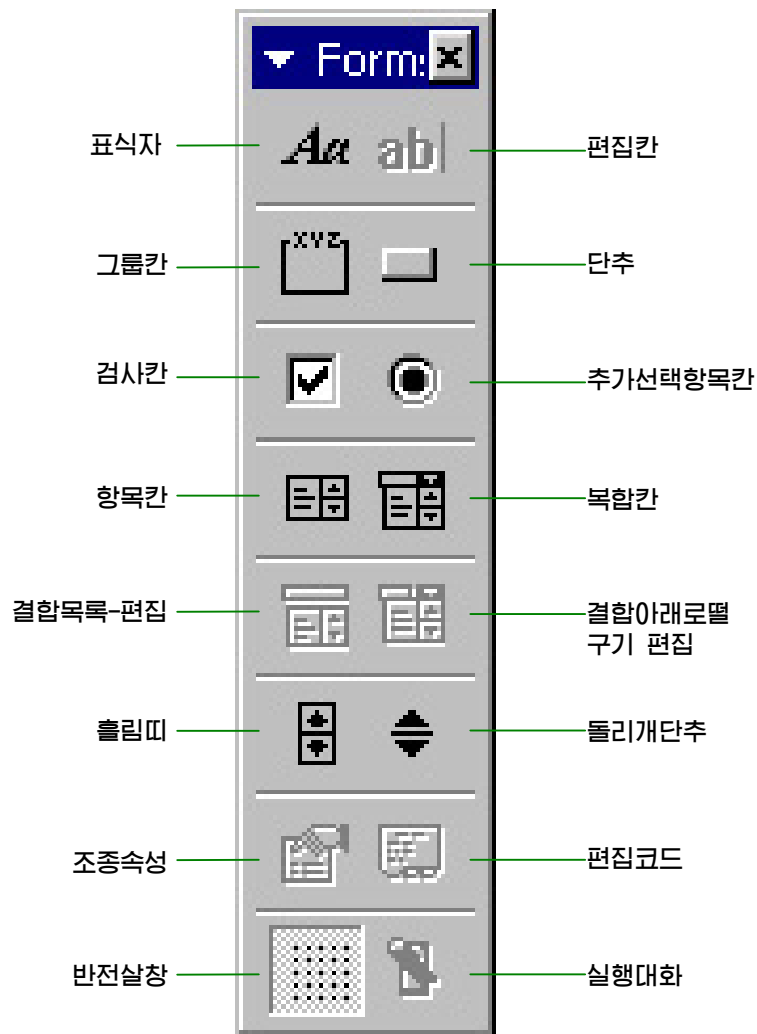 Forms
표식자
Aa
ab
편집칸
그룹칸
XYZ
단추
검사칸
추가선택항목칸
항목칸
복합칸
결합목록-편집
결합아래로떨
구기 편집
흘림띠
돌리개단추
조종속성
편집코드
반전살창
실행대화